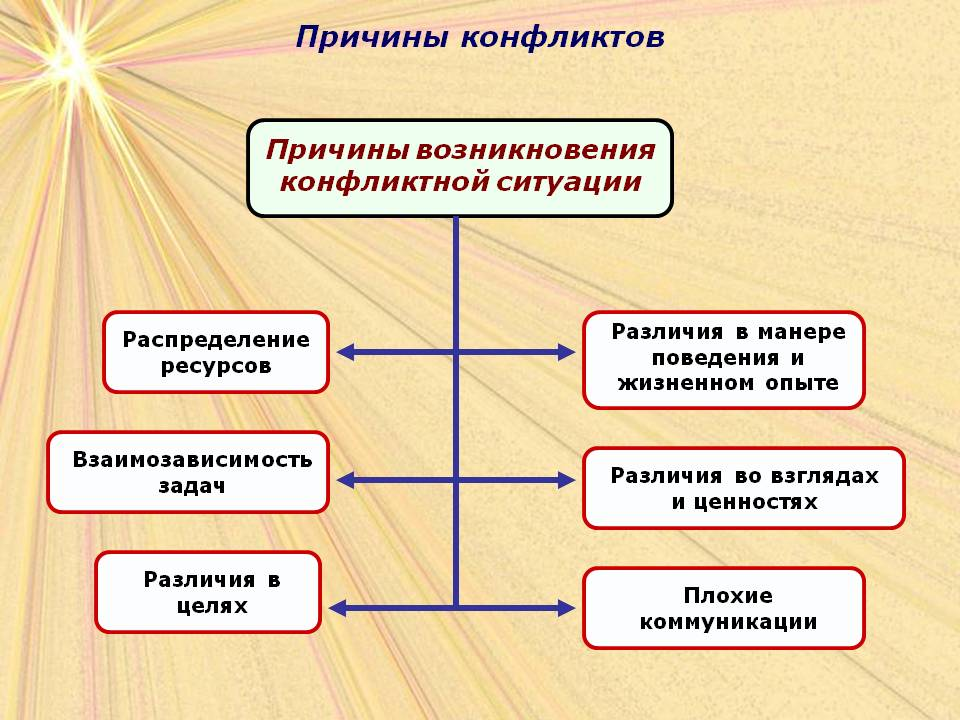 Причины конфликтов
Причины возникновения
конфликтной ситуации
Распределение
ресурсов
Различия в манере
поведения и
жизненном опыте
Взаимозависимость
задач
Различия во взглядах
и ценностях
Различия в
целях
Плохие
коммуникации